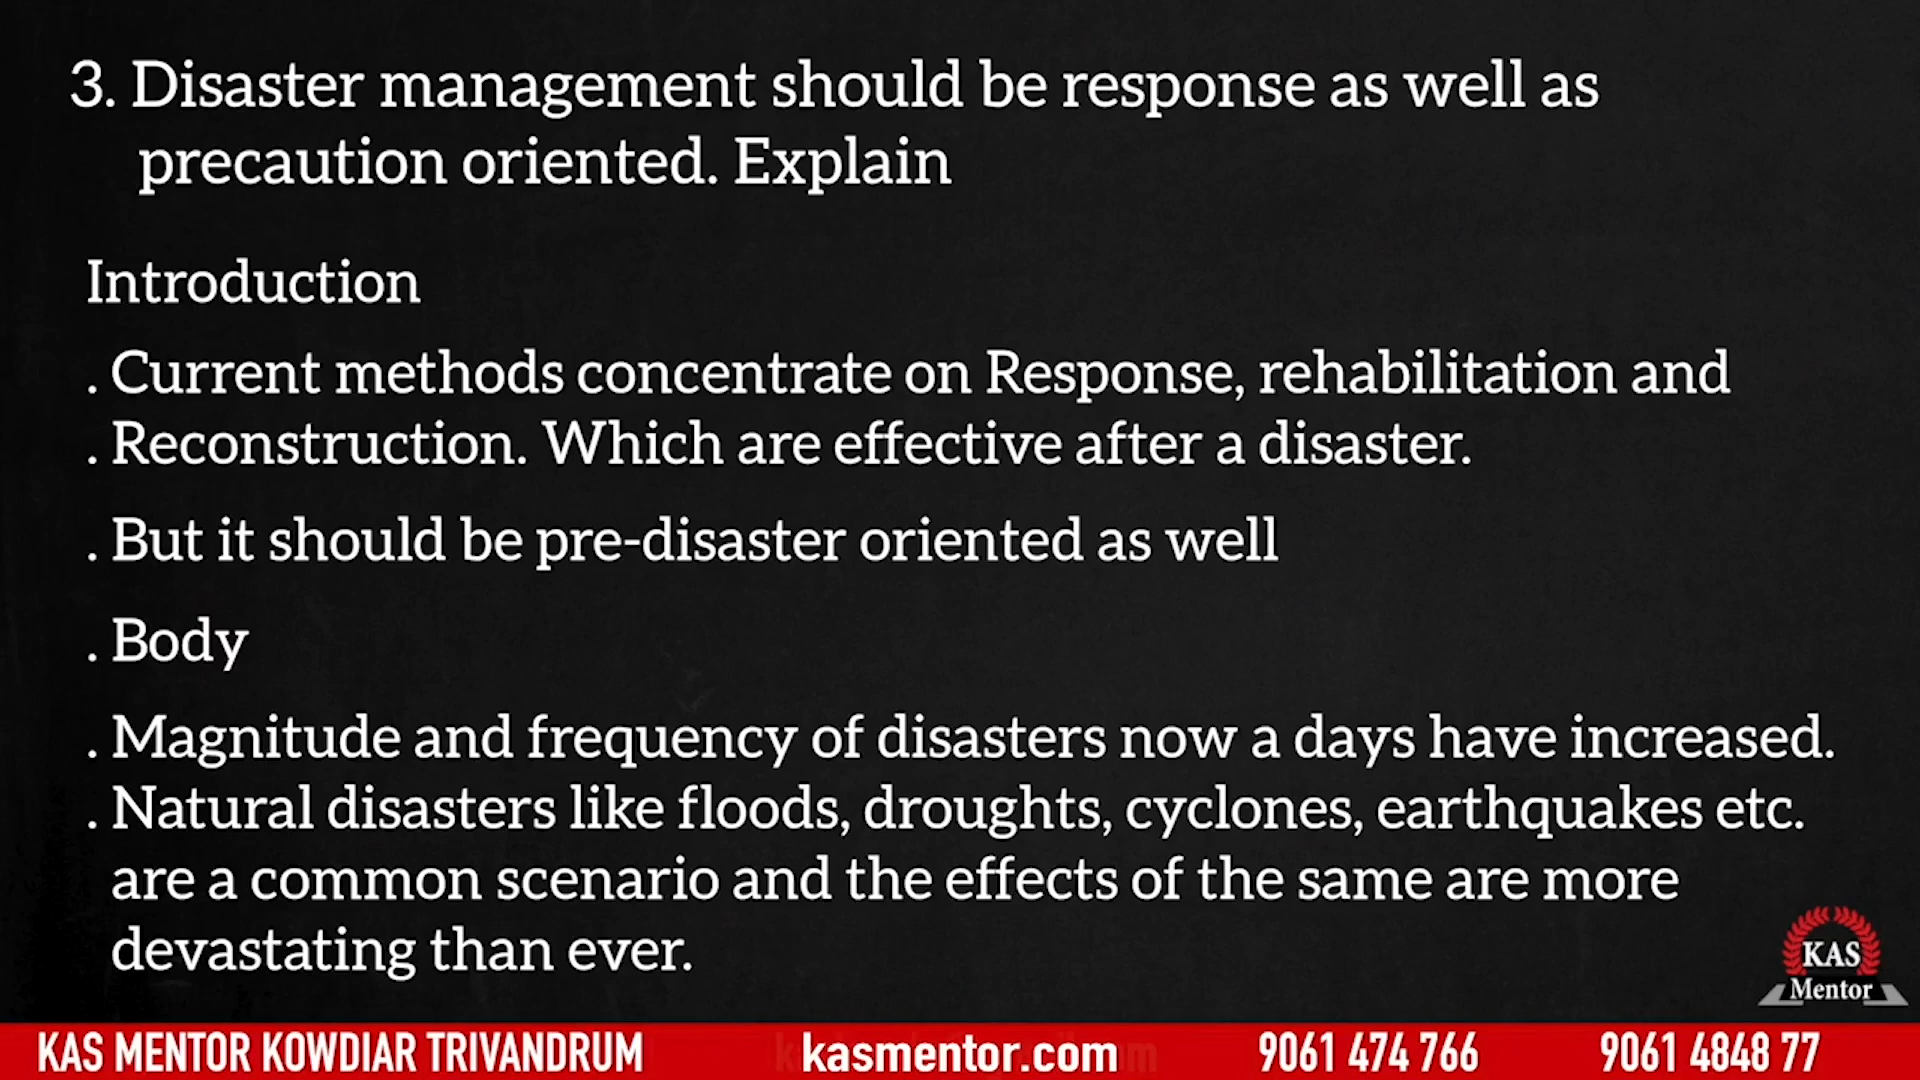 3. Disaster management should be response as well as
precaution oriented. Explain
Introduction
. Current methods concentrate on Response, rehabilitation and
. Reconstruction. Which are effective after a disaster.
. But it should be pre-disaster oriented as well
. Body
. Magnitude and frequency of disasters now a days have increased.
. Natural disasters like floods, droughts, cyclones, earthquakes etc.
are a common scenario and the effects of the same are more
devastating than ever.
KAS
Mentor
KAS MENTOR KOWDIAR TRIVANDRUM kasmentor.com 9061 474 766 9061 4848 77